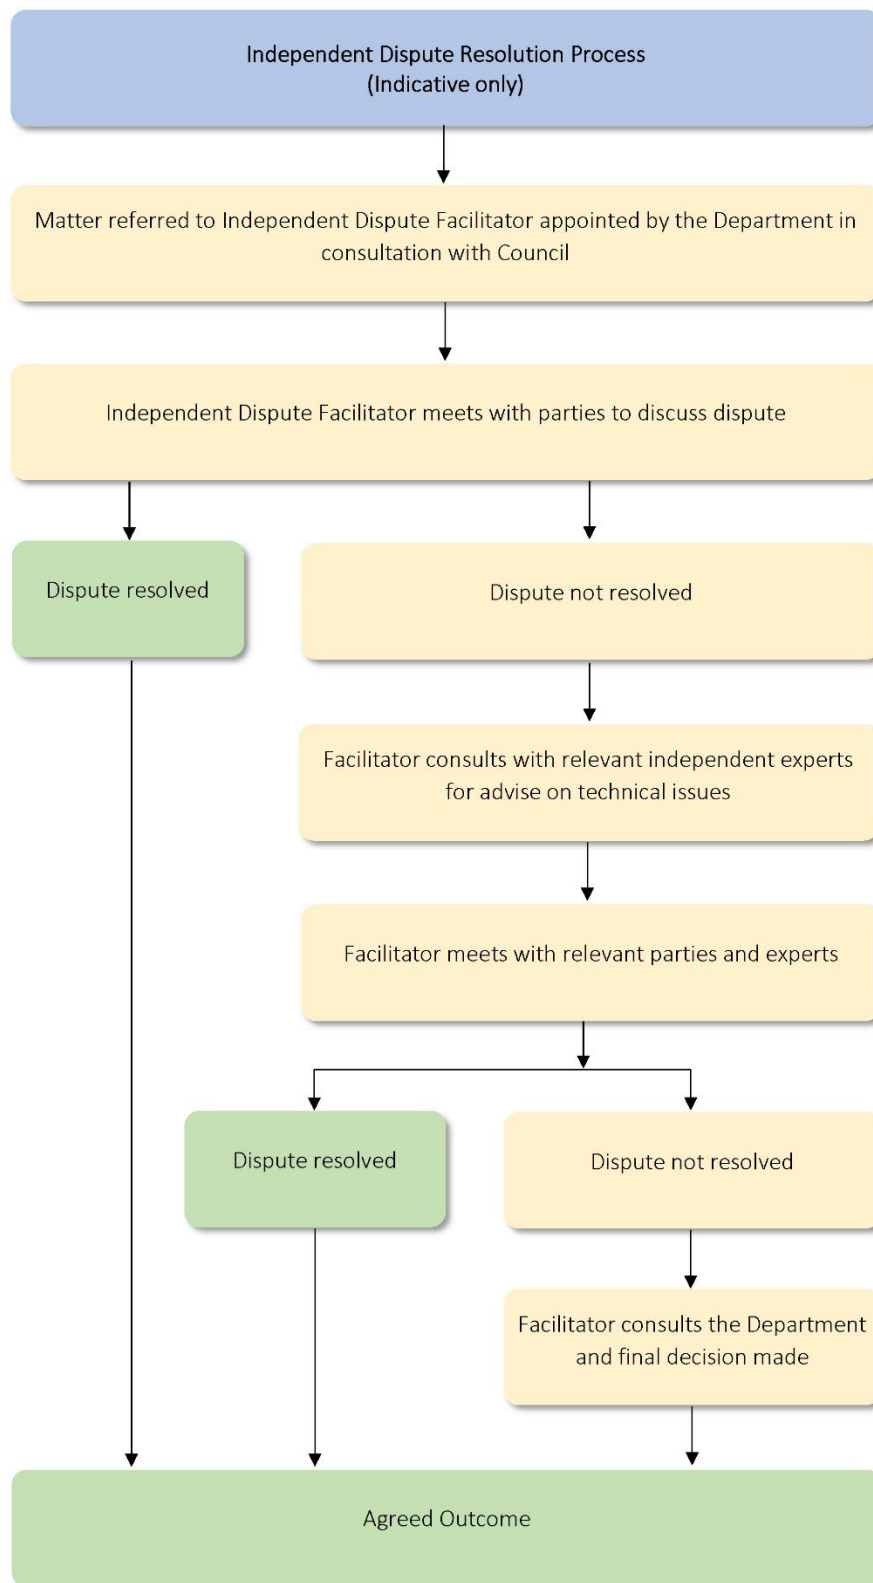 Independent Dispute Resolution Process
(Indicative only)
Matter referred to Independent Dispute Facilitator appointed by the Department in
consultation with Council
Independent Dispute Facilitator meets with parties to discuss dispute
Dispute resolved
Dispute not resolved
Facilitator consults with relevant independent experts
for advise on technical issues
Facilitator meets with relevant parties and experts
Dispute resolved
Dispute not resolved
Facilitator consults the Department
and final decision made
Agreed Outcome